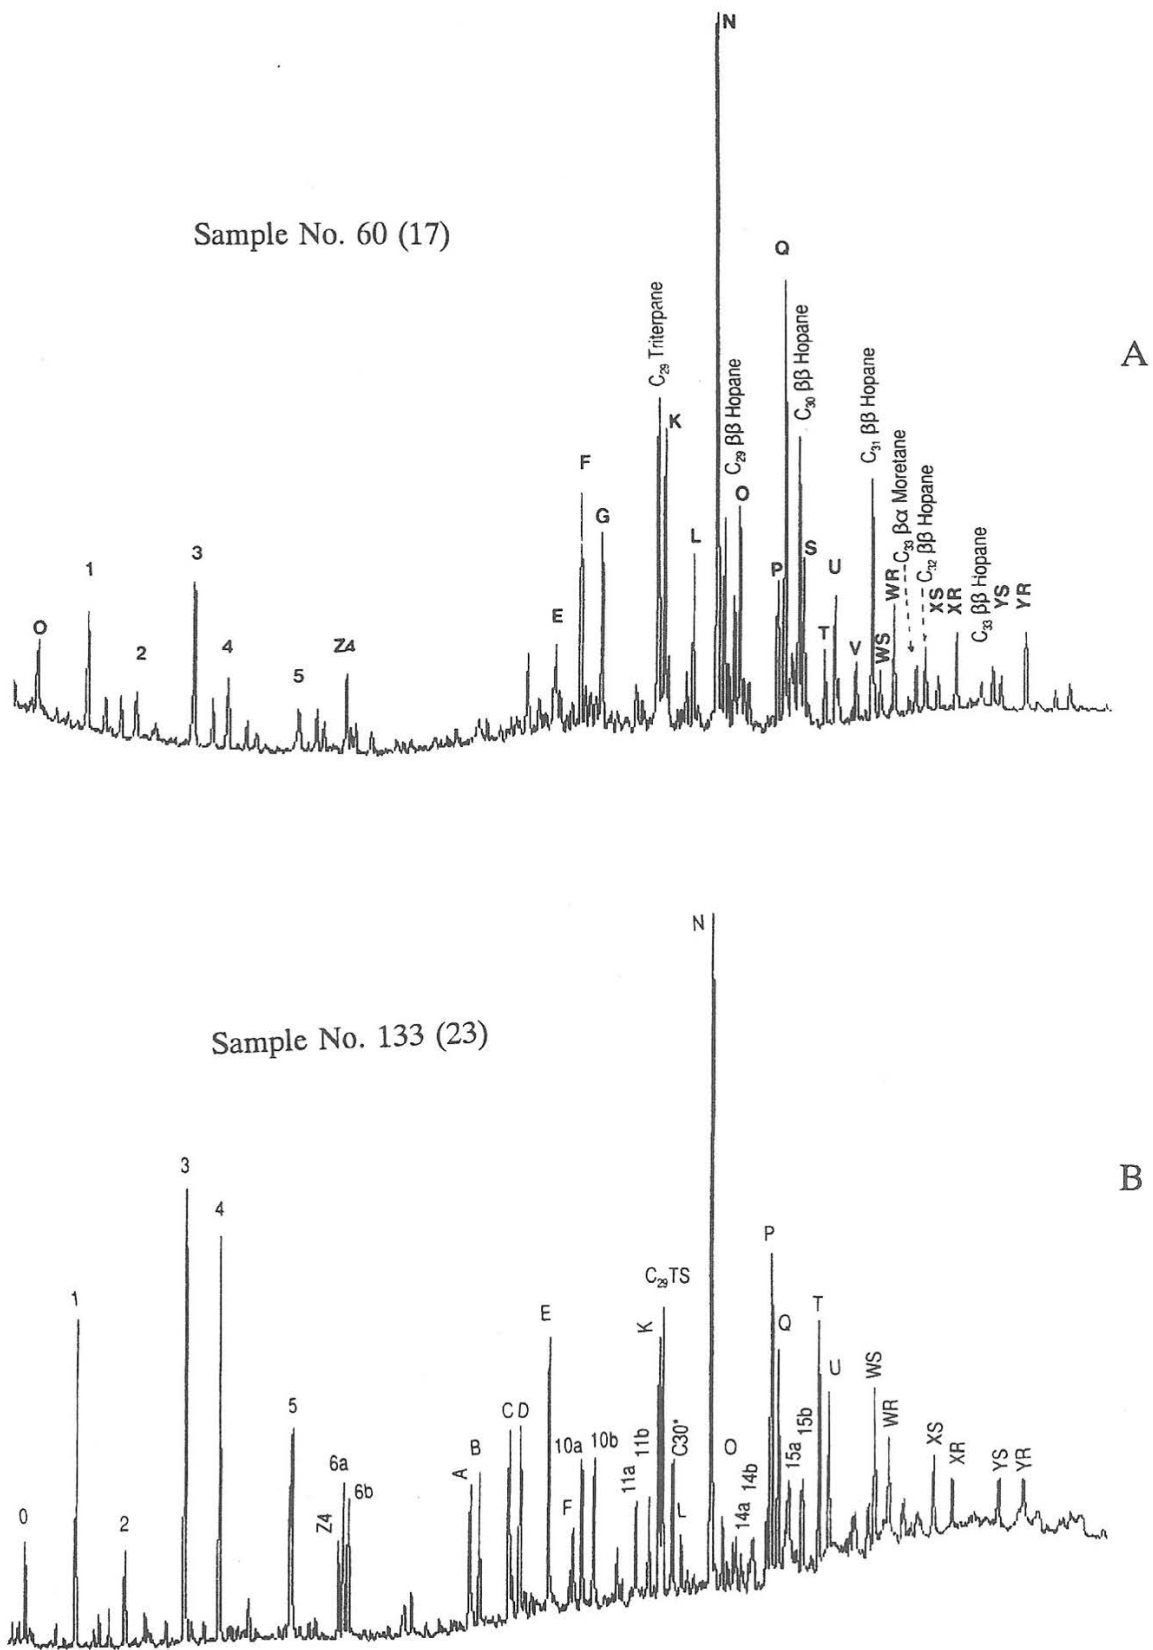 N
Sample No. 60 (17)
Q
A
C₂₉ Triterpane
C₃₀ ββ Hopane
C₃₁ ββ Hopane
K
C₂₉ ββ Hopane
F
O
G
C₃₃ βα Moretane
C₃₂ ββ Hopane
L
S
1
3
P
U
WR
XS
XR
C₃₃ ββ Hopane
YS
YR
O
2
4
Z4
E
T
V
WS
5
N
Sample No. 133 (23)
3
B
4
P
1
C₂₉TS
E
K
Q
T
U
WS
5
C
D
WR
6a
6b
Z4
A
B
10a
10b
F
11a
11b
C30*
L
O
14a
14b
15a
15b
XS
XR
YS
YR
0
2